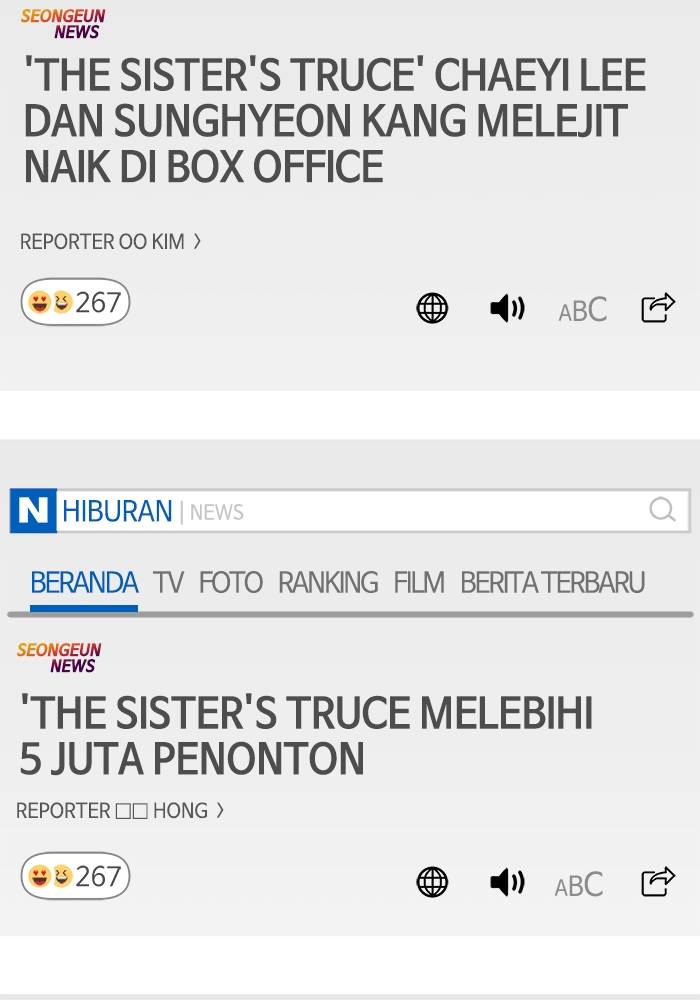 SEONGEUN
NEWS
'THE SISTER'S TRUCE' CHAEYI LEE
DAN SUNGHYEON KANG MELEJIT
NAIK DI BOX OFFICE
REPORTER OO KIM 〉
267
ABC
N HIBURAN | NEWS
BERANDA TV FOTO RANKING FILM BERITA TERBARU
SEONGEUN
NEWS
'THE SISTER'S TRUCE MELEBIHI
5 JUTA PENONTON
REPORTER □□ HONG 〉
267
ABC